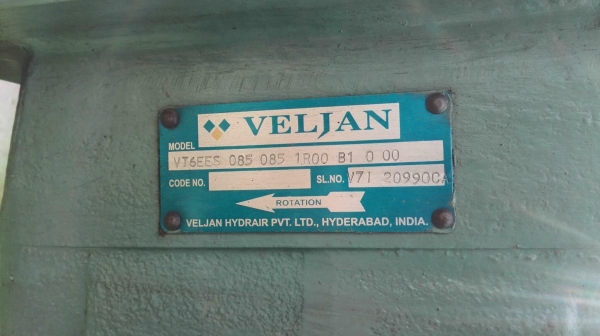 VELJAN
MODEL
VT6EES 085 085 1R00 B1 0 00
CODE NO.
SL.NO. V71 209900A
ROTATION
VELJAN HYDRAIR PVT. LTD., HYDERABAD, INDIA.